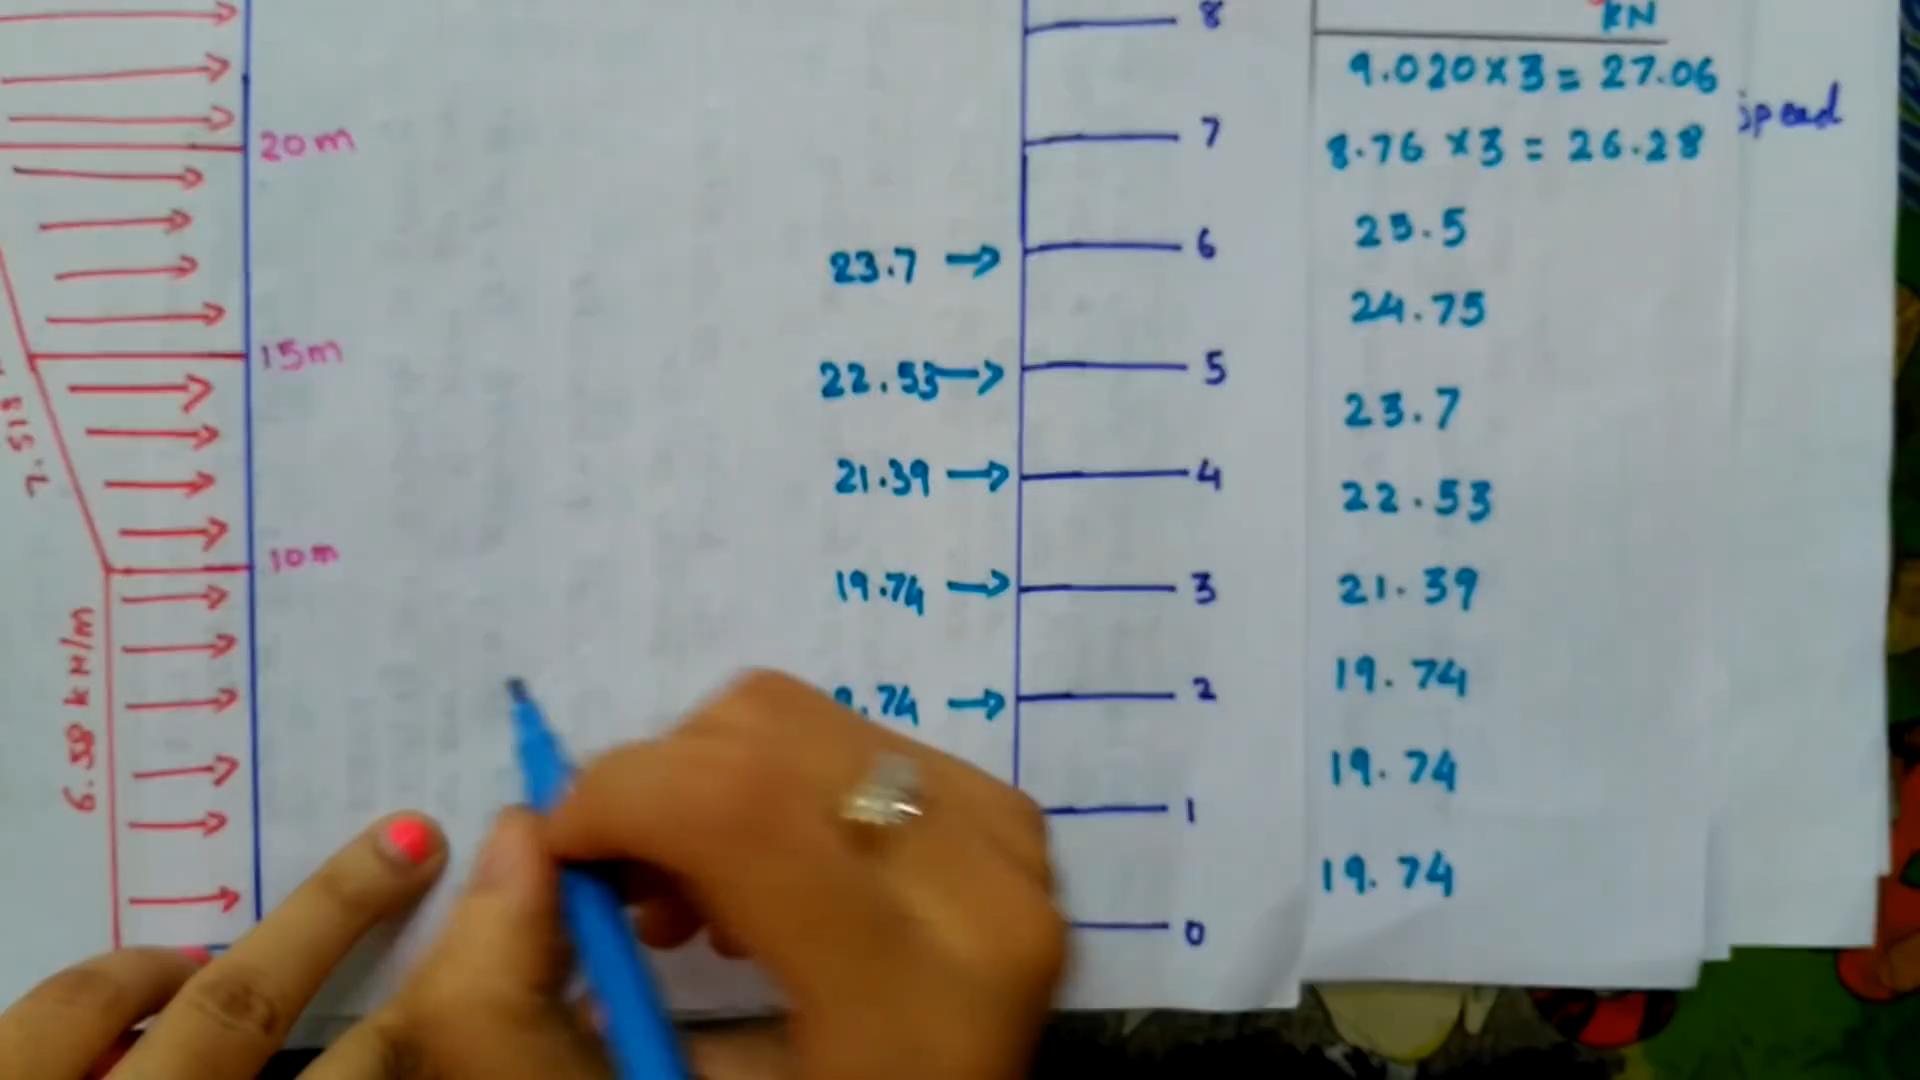 8
KN
9.020 x 3 = 27.06
speed
7
20m
8.76 x 3 = 26.28
25.5
6
23.7 →
24.75
15m
5
22.53 →
23.7
4
21.39 →
22.53
10m
3
19.74 →
21.39
2
.74 →
19.74
6.58 kN/m
1
19.74
19.74
0